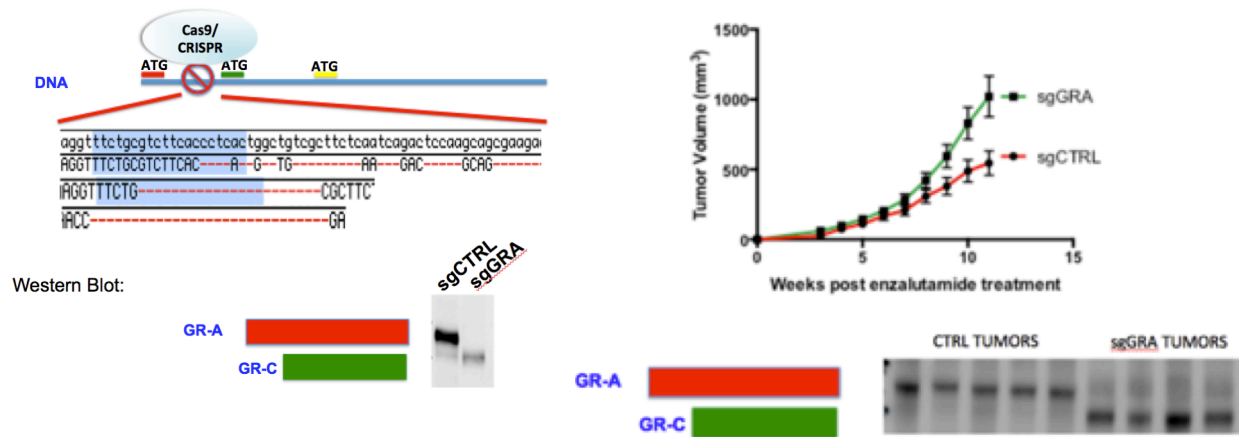 Cas9/
CRISPR
ATG ATG ATG
DNA
aggtttctgcgtcttcaccctcactggctgtcgcttctcaatcagactccaagcagcgaaga
AGGTTTCTGCGTCTTCAC----A--G--TG-------AA--GAC----GCAG------
AGGTTTCTG------------------CGCTTC
ACC------------------------GA
Western Blot:
sgCTRL
sgGRA
GR-A
GR-C
Tumor Volume (mm³)
1500
1000
500
0
0 5 10 15
Weeks post enzalutamide treatment
sgGRA
sgCTRL
CTRL TUMORS sgGRA TUMORS
GR-A
GR-C